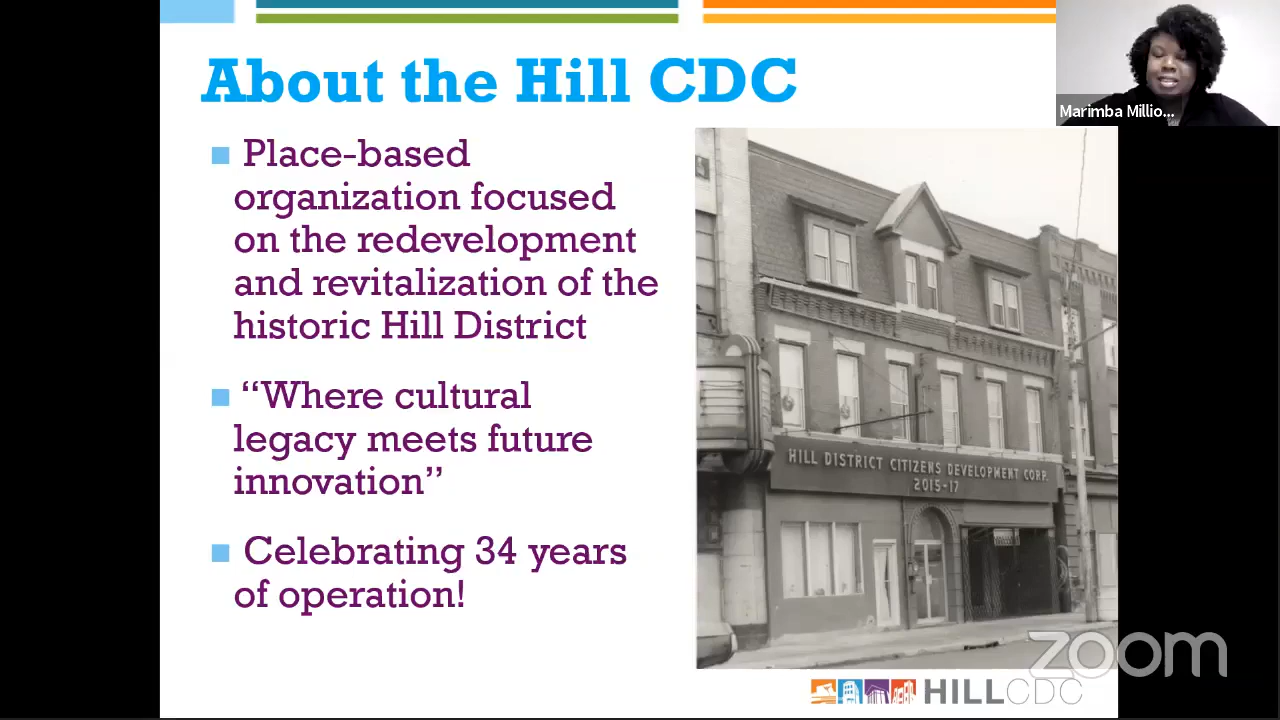 About the Hill CDC
Marimba Millio...
Place-based
organization focused
on the redevelopment
and revitalization of the
historic Hill District
“Where cultural
legacy meets future
innovation”
Celebrating 34 years
of operation!
HILL DISTRICT CITIZENS DEVELOPMENT CORP.
2015-17
zoom
HILLCDC